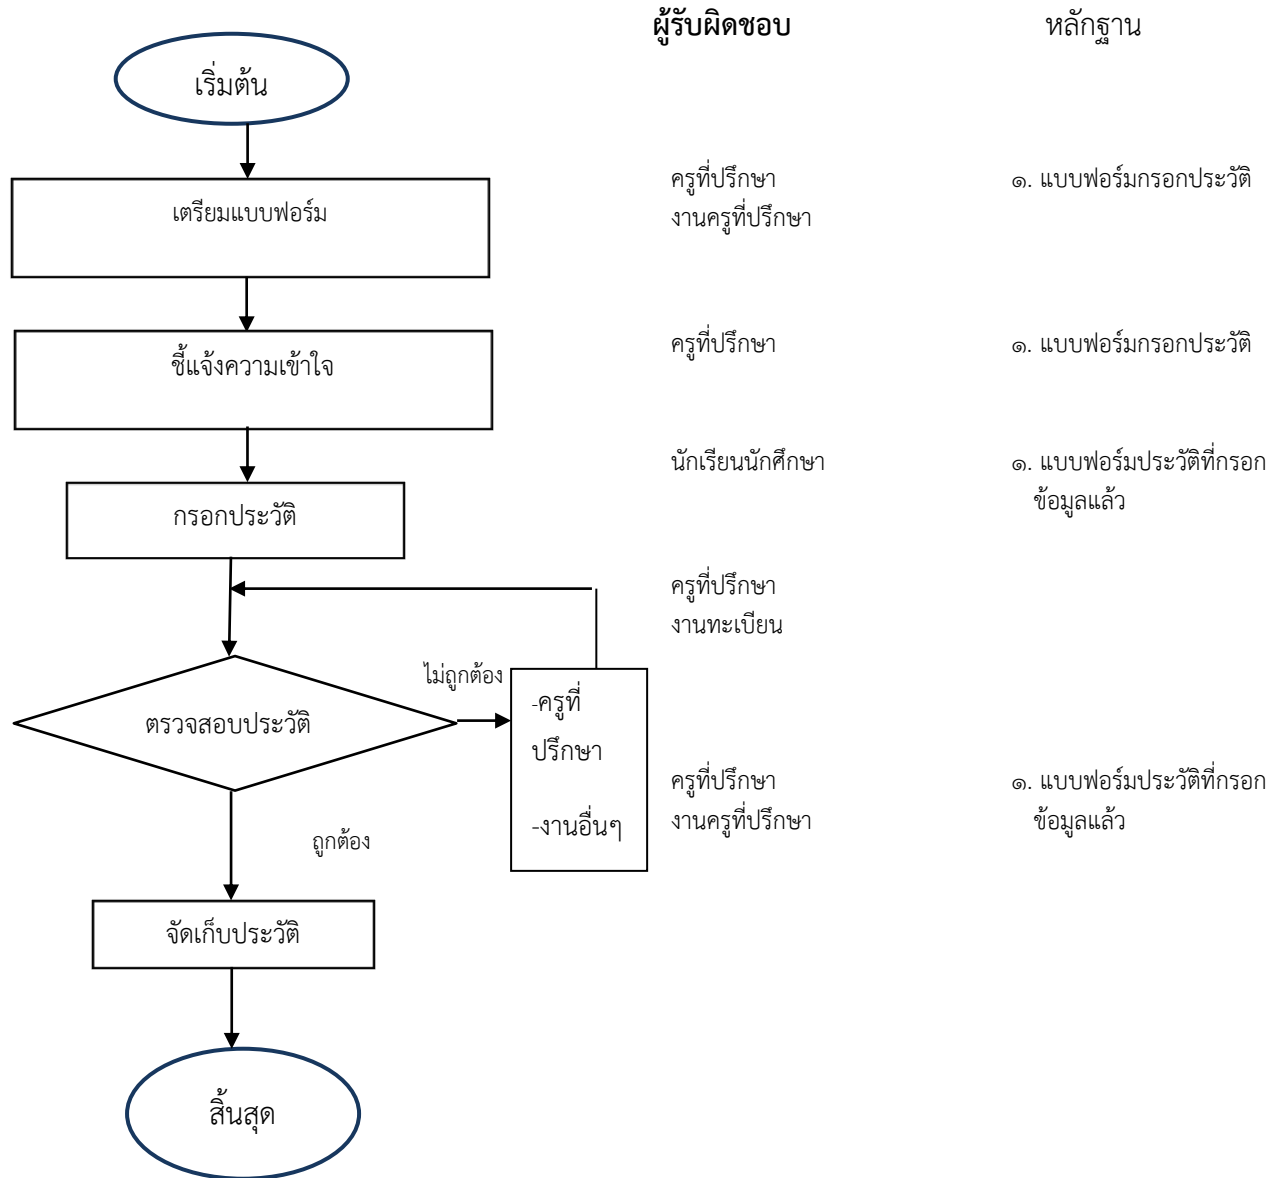 ผู้รับผิดชอบ
หลักฐาน
เริ่มต้น
ครูที่ปรึกษา
งานครูที่ปรึกษา
๑. แบบฟอร์มกรอกประวัติ
เตรียมแบบฟอร์ม
ชี้แจ้งความเข้าใจ
ครูที่ปรึกษา
๑. แบบฟอร์มกรอกประวัติ
กรอกประวัติ
นักเรียนนักศึกษา
๑. แบบฟอร์มประวัติที่กรอก
ข้อมูลแล้ว
ครูที่ปรึกษา
งานทะเบียน
ตรวจสอบประวัติ
ไม่ถูกต้อง
-ครูที่
ปรึกษา
-งานอื่นๆ
ครูที่ปรึกษา
งานครูที่ปรึกษา
๑. แบบฟอร์มประวัติที่กรอก
ข้อมูลแล้ว
ถูกต้อง
จัดเก็บประวัติ
สิ้นสุด